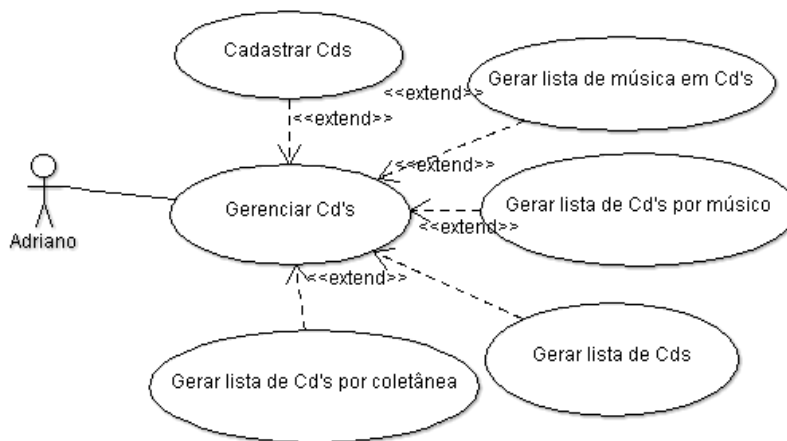 Cadastrar Cds
Gerar lista de música em Cd's
<<extend>>
<<extend>>
<<extend>>
Gerenciar Cd's
Gerar lista de Cd's por músico
<<extend>>
Adriano
<<extend>>
Gerar lista de Cds
Gerar lista de Cd's por coletânea